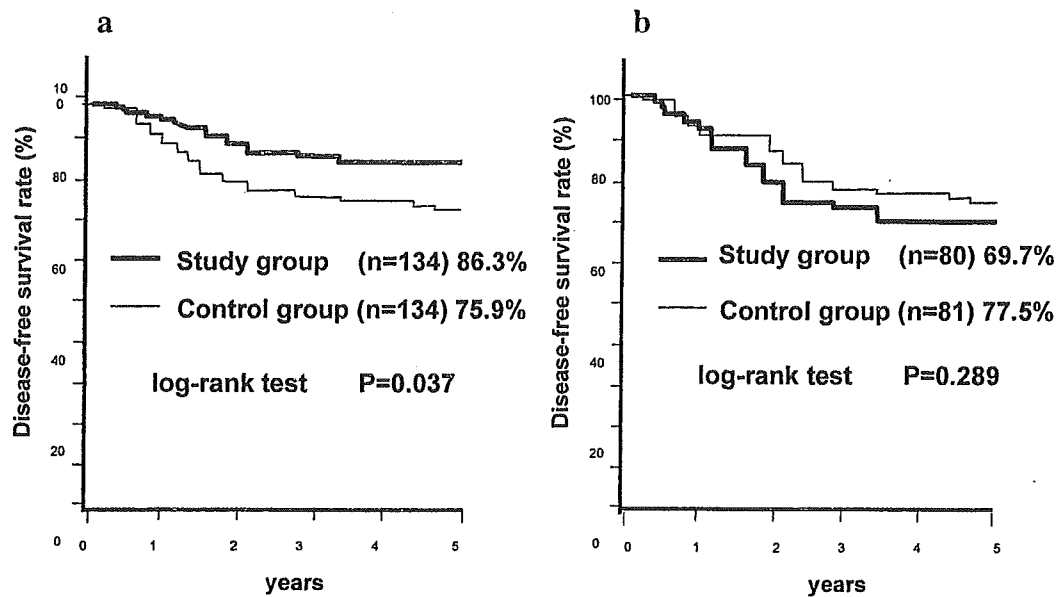 a
Disease-free survival rate (%)
10
0
80
60
40
20
0
Study group (n=134) 86.3%
Control group (n=134) 75.9%
log-rank test P=0.037
0 1 2 3 4 5
years
b
Disease-free survival rate (%)
100
80
60
40
20
0
Study group (n=80) 69.7%
Control group (n=81) 77.5%
log-rank test P=0.289
0 1 2 3 4 5
years